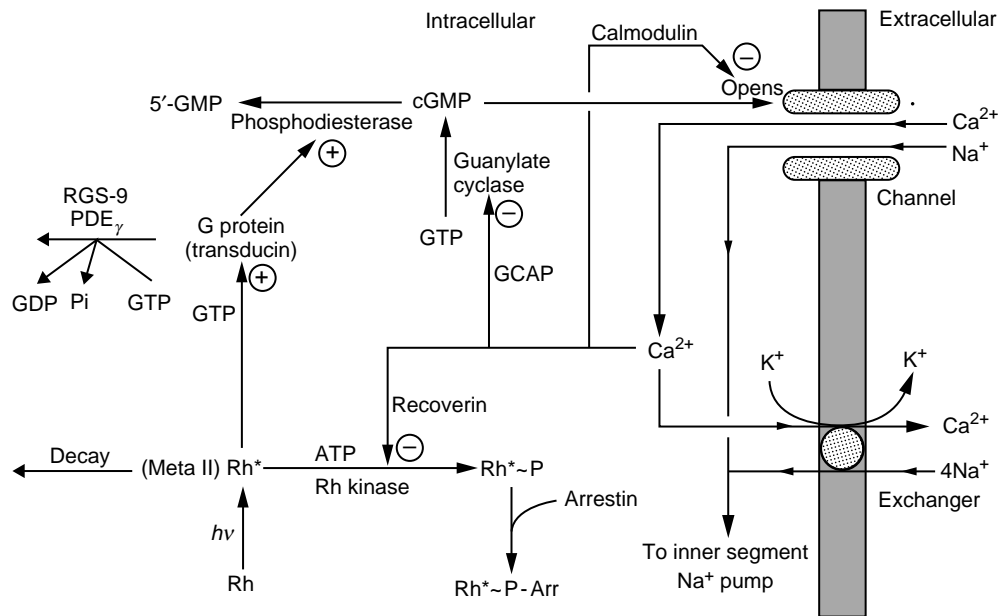 Intracellular
Extracellular
Calmodulin
−
Opens
5′-GMP
cGMP
Phosphodiesterase
Ca²⁺
Na⁺
+
Guanylate
cyclase
−
Channel
RGS-9
PDEγ
G protein
(transducin)
GTP
GDP
Pi
GTP
+
GTP
GCAP
Ca²⁺
K⁺
K⁺
Recoverin
−
Ca²⁺
Decay
(Meta II) Rh*
ATP
Rh kinase
Rh*~P
4Na⁺
Exchanger
hν
Arrestin
Rh
Rh*~P-Arr
To inner segment
Na⁺ pump